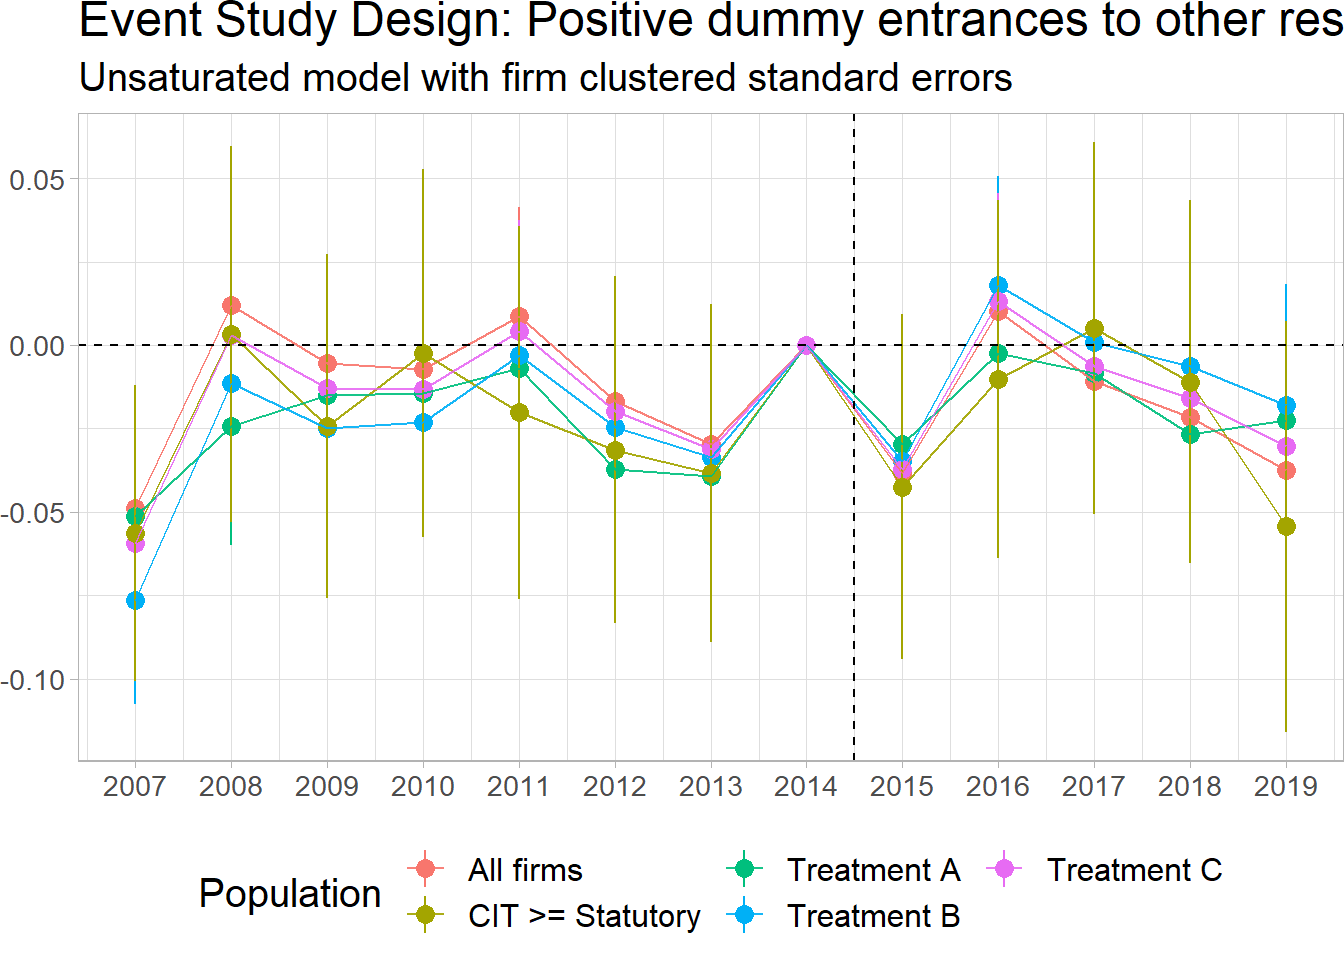 Event Study Design: Positive dummy entrances to other res
Unsaturated model with firm clustered standard errors
0.05
0.00
-0.05
-0.10
2007 2008 2009 2010 2011 2012 2013 2014 2015 2016 2017 2018 2019
Population
All firms
Treatment A
Treatment C
CIT >= Statutory
Treatment B